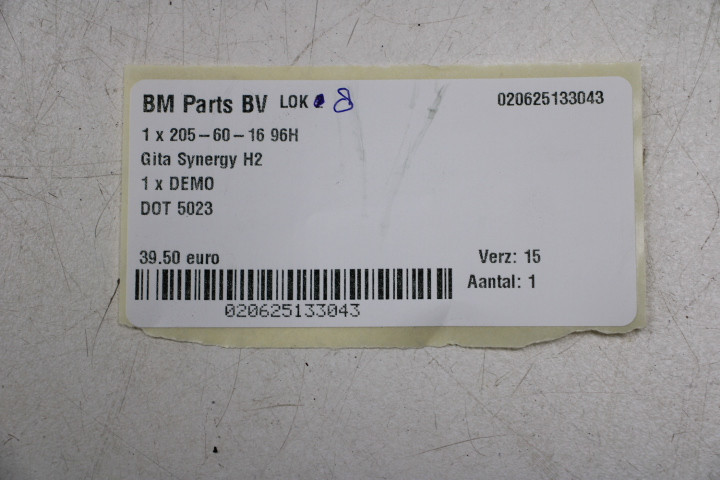 BM Parts BV LOK 8 020625133043
1 x 205-60-16 96H
Gita Synergy H2
1 x DEMO
DOT 5023
39.50 euro Verz: 15
Aantal: 1
020625133043